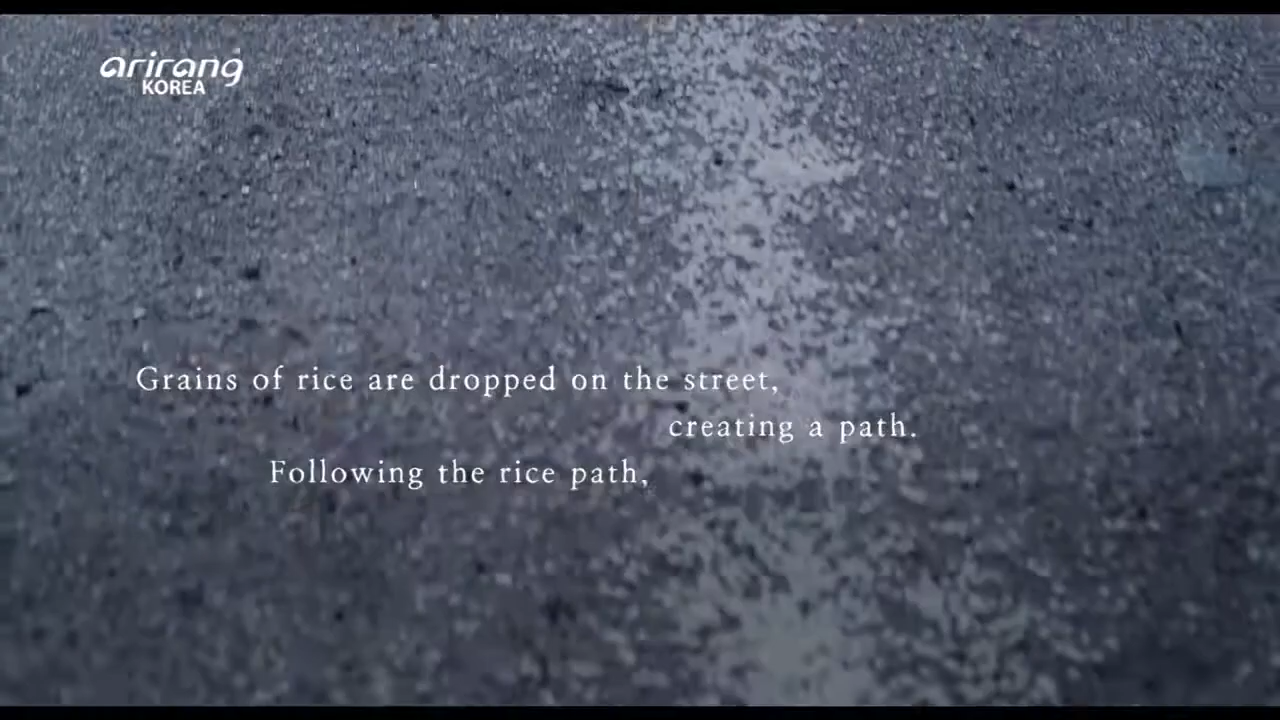 arirang
KOREA
Grains of rice are dropped on the street,
creating a path.
Following the rice path,